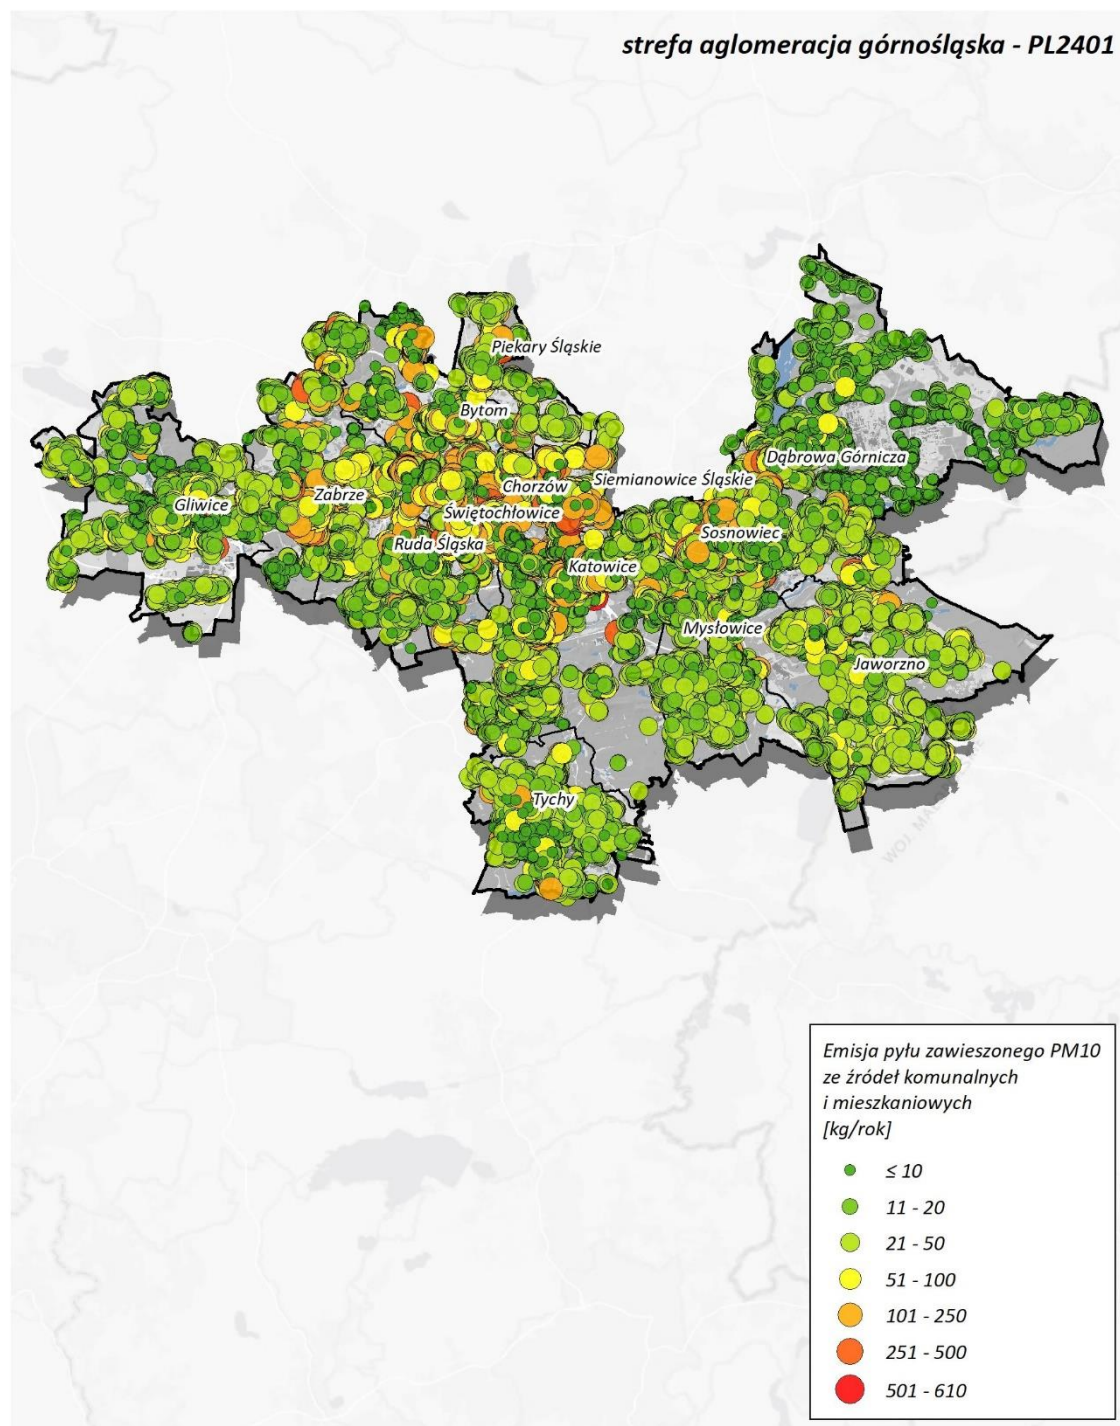 strefa aglomeracja górnośląska - PL2401
Piekary Śląskie
Bytom
Dąbrowa Górnicza
Siemianowice Śląskie
Chorzów
Zabrze
Gliwice
Świętochłowice
Sosnowiec
Ruda Śląska
Katowice
Mysłowice
Jaworzno
Tychy
Emisja pyłu zawieszonego PM10
ze źródeł komunalnych
i mieszkaniowych
[kg/rok]
≤ 10
11 - 20
21 - 50
51 - 100
101 - 250
251 - 500
501 - 610